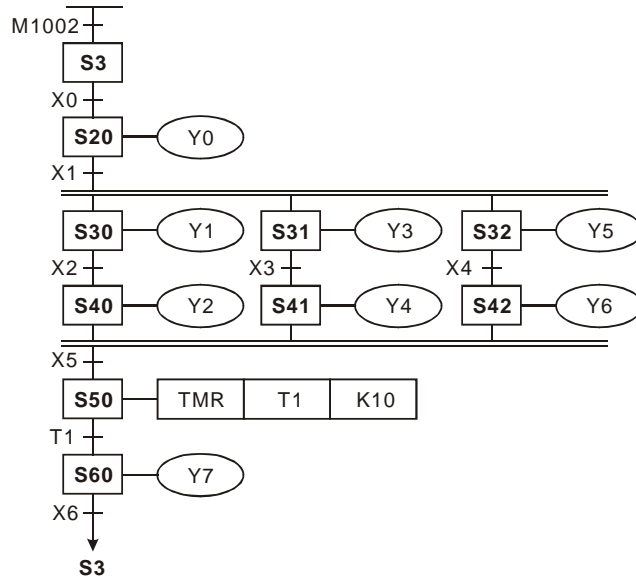 M1002
S3
X0
S20 Y0
X1
S30 Y1 S31 Y3 S32 Y5
X2 X3 X4
S40 Y2 S41 Y4 S42 Y6
X5
S50 TMR T1 K10
T1
S60 Y7
X6
S3